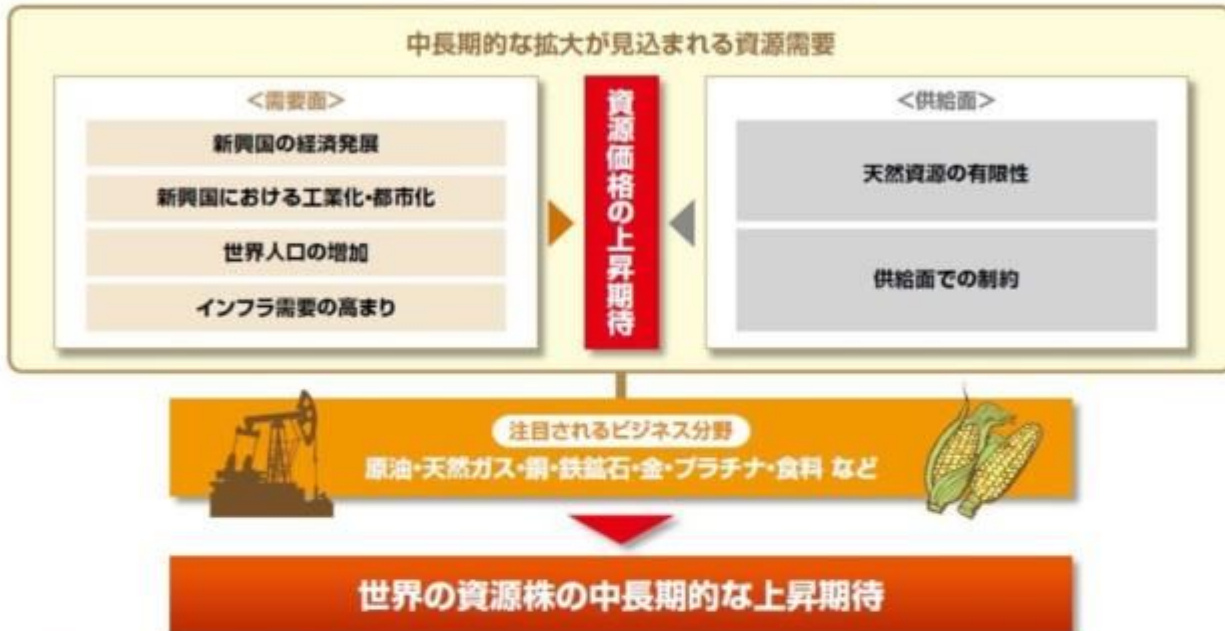 中長期的な拡大が見込まれる資源需要
＜需要面＞
新興国の経済発展
新興国における工業化・都市化
世界人口の増加
インフラ需要の高まり
資源価格の上昇期待
＜供給面＞
天然資源の有限性
供給面での制約
注目されるビジネス分野
原油・天然ガス・銅・鉄鉱石・金・プラチナ・食料 など
世界の資源株の中長期的な上昇期待